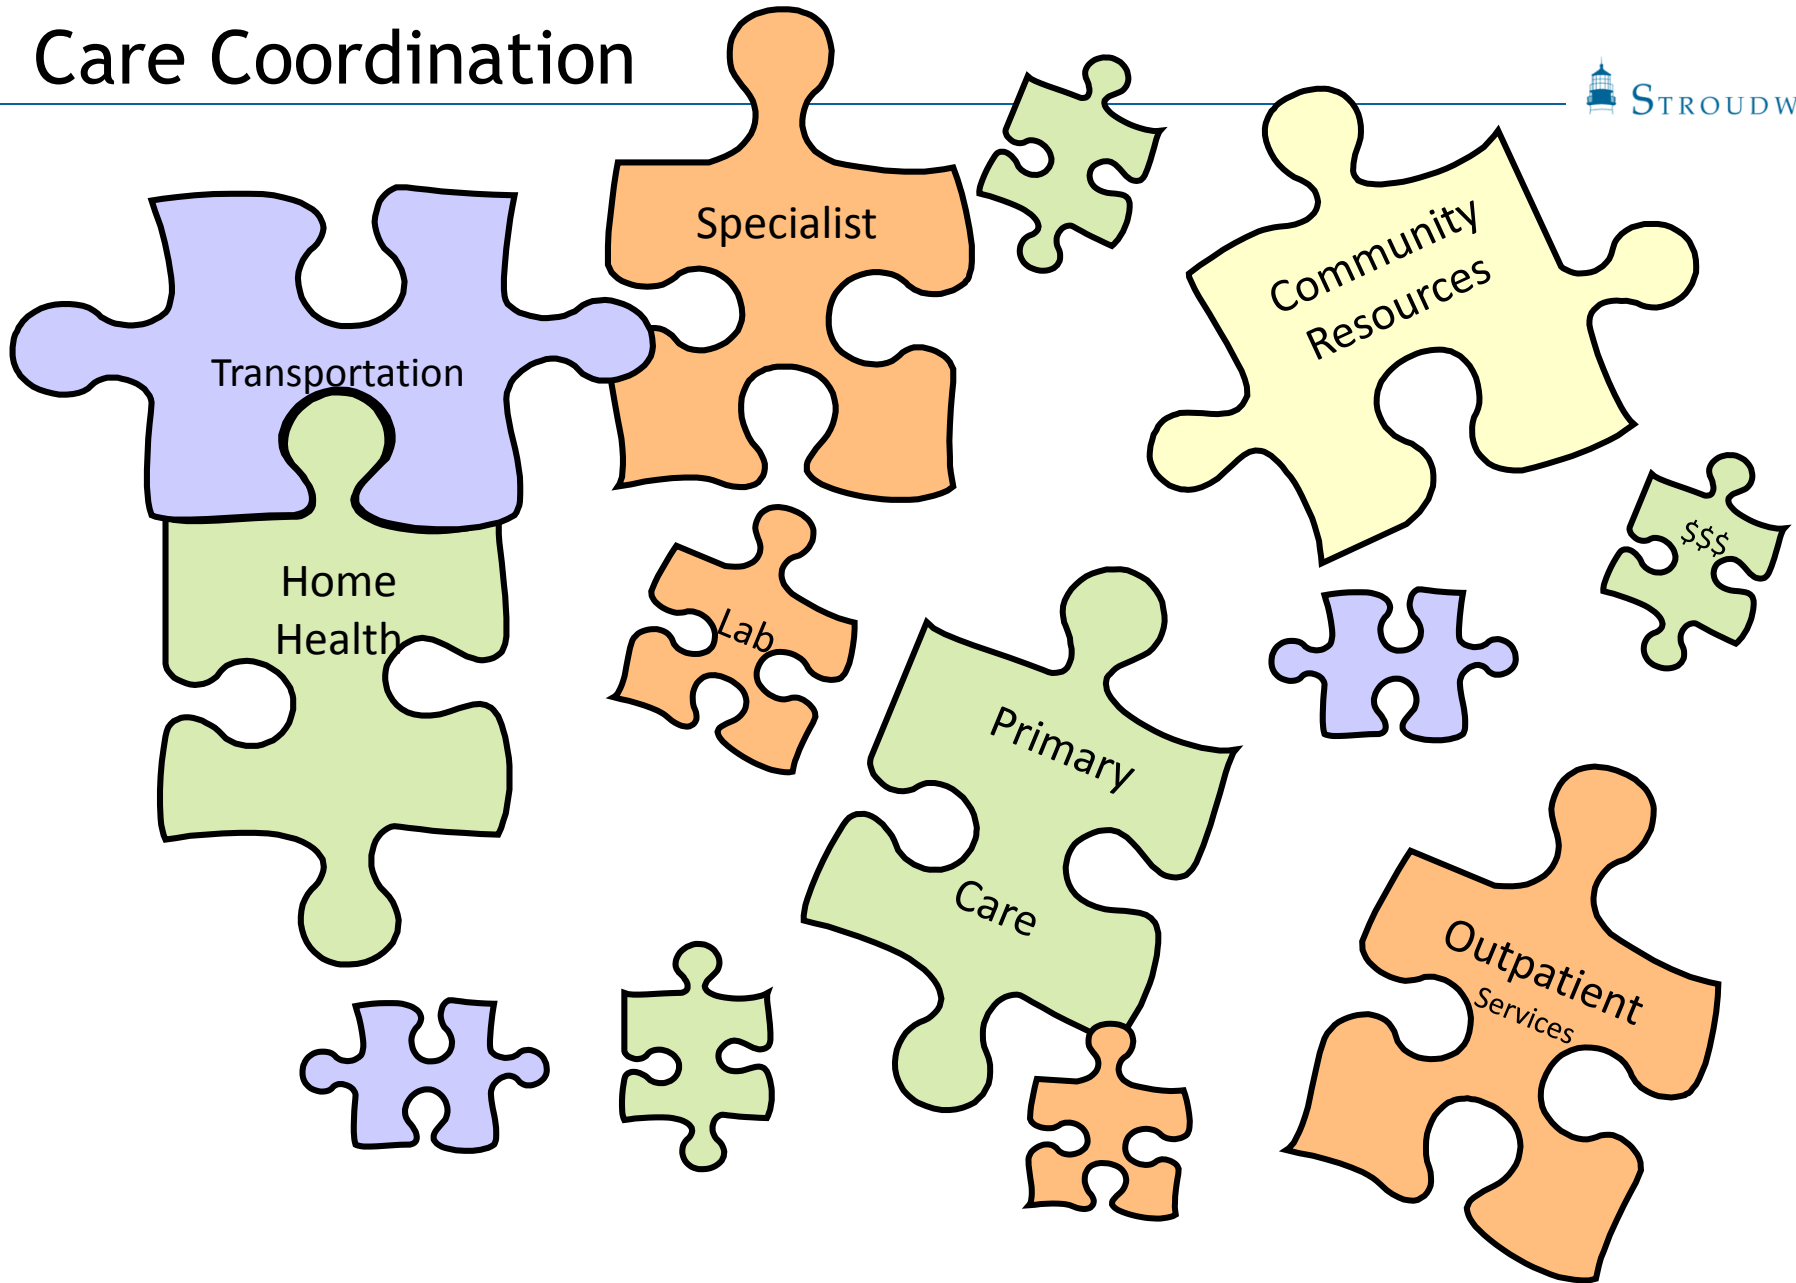 Care Coordination
STROUDW
Specialist
Community
Resources
Transportation
$$$
Home
Health
Lab
Primary
Care
Outpatient
Services